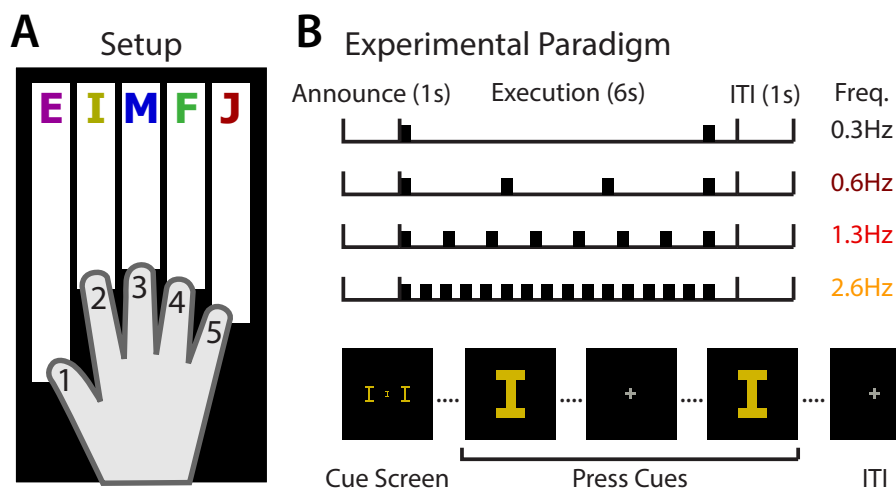 A
Setup
E I M F J
1 2 3 4 5
B
Experimental Paradigm
Announce (1s) Execution (6s) ITI (1s) Freq.
0.3Hz
0.6Hz
1.3Hz
2.6Hz
I I I
I
I
Cue Screen Press Cues ITI